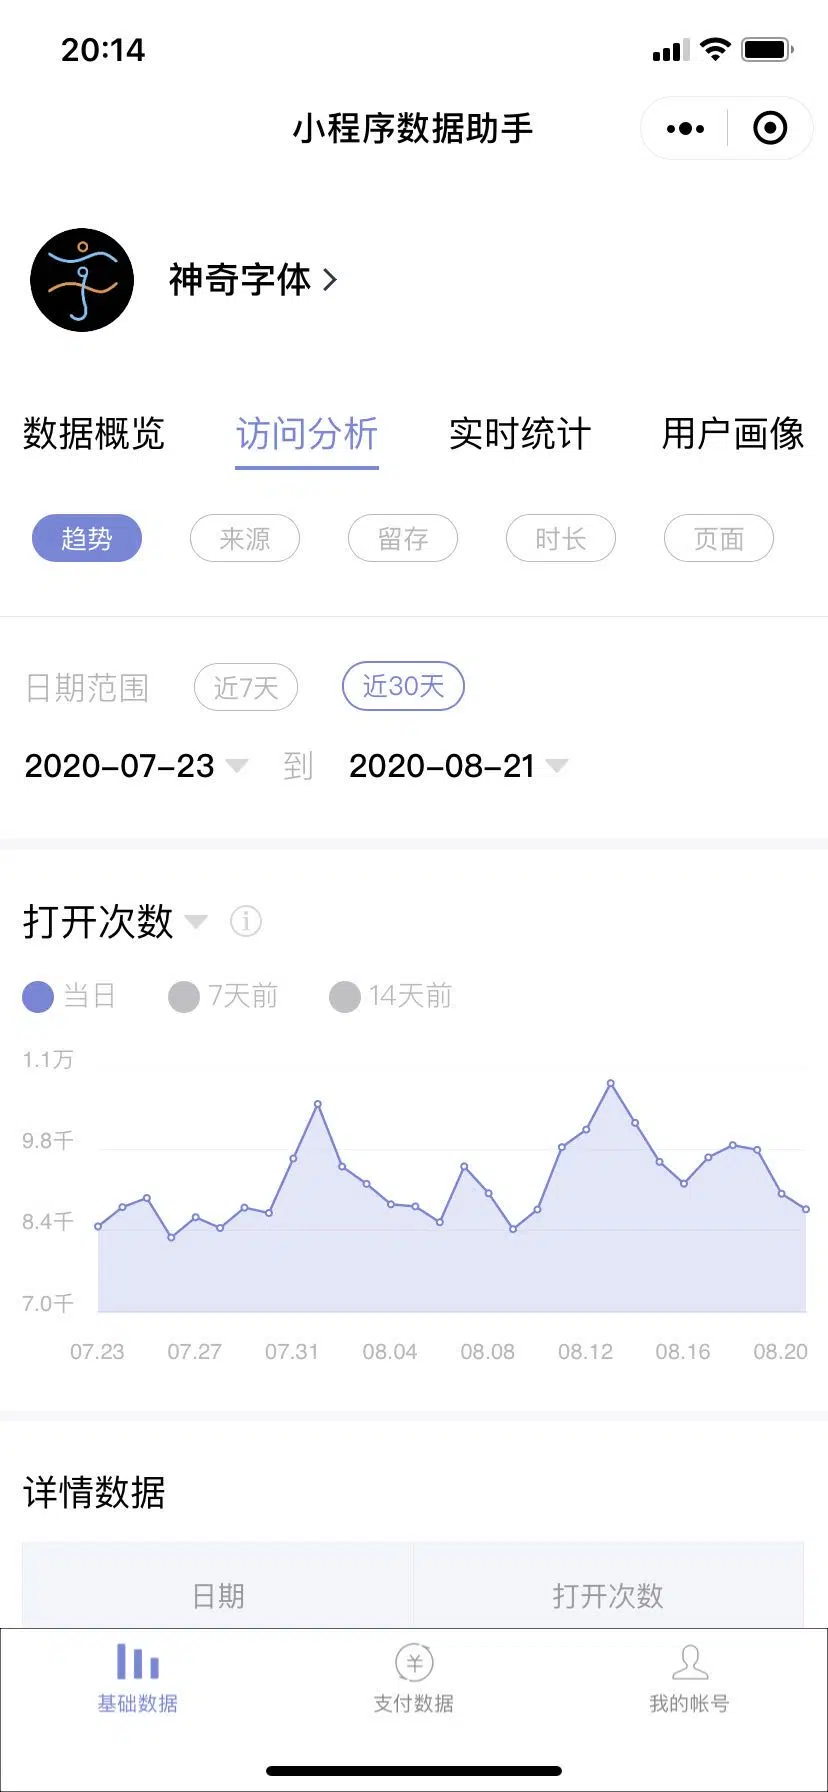 20:14
小程序数据助手
神奇字体
数据概览 访问分析 实时统计 用户画像
趋势 来源 留存 时长 页面
日期范围 近7天 近30天
2020-07-23 到 2020-08-21
打开次数
当日 7天前 14天前
1.1万
9.8千
8.4千
7.0千
07.23 07.27 07.31 08.04 08.08 08.12 08.16 08.20
详情数据
日期 打开次数
基础数据 支付数据 我的帐号